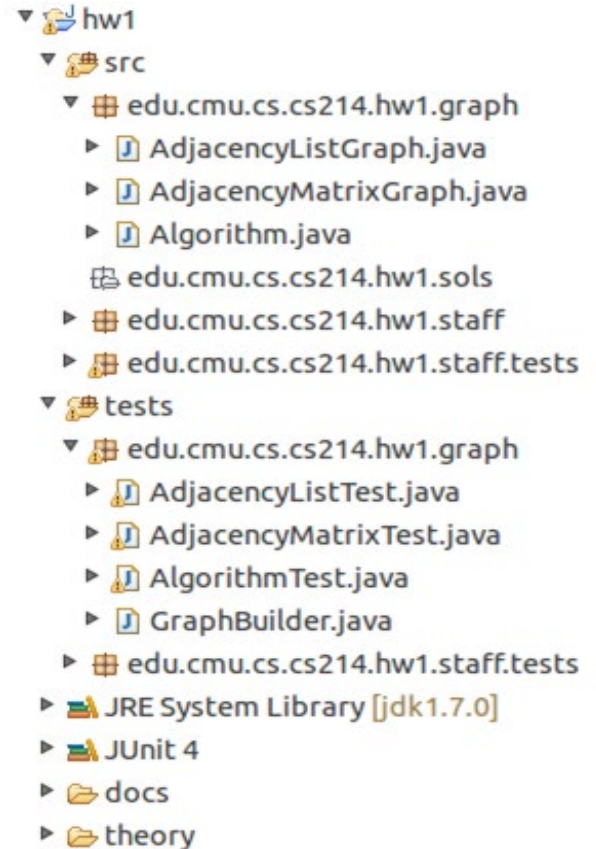 hw1
src
edu.cmu.cs.cs214.hw1.graph
AdjacencyListGraph.java
AdjacencyMatrixGraph.java
Algorithm.java
edu.cmu.cs.cs214.hw1.sols
edu.cmu.cs.cs214.hw1.staff
edu.cmu.cs.cs214.hw1.staff.tests
tests
edu.cmu.cs.cs214.hw1.graph
AdjacencyListTest.java
AdjacencyMatrixTest.java
AlgorithmTest.java
GraphBuilder.java
edu.cmu.cs.cs214.hw1.staff.tests
JRE System Library [jdk1.7.0]
JUnit 4
docs
theory